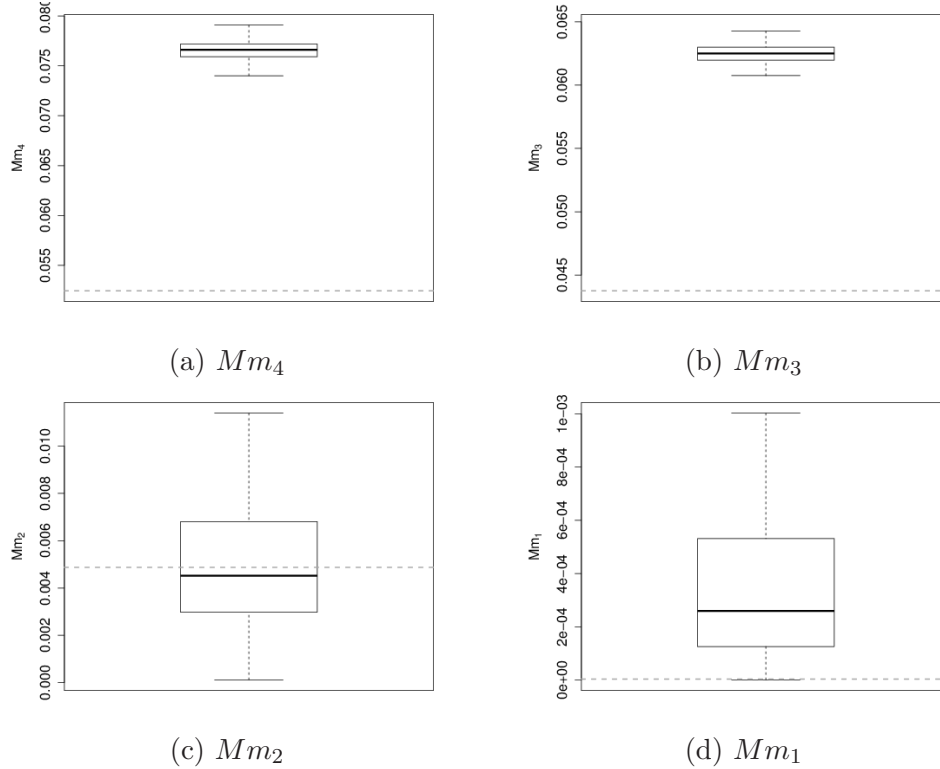 0.080
0.075
0.070
0.065
0.060
0.055
Mm₄
0.065
0.060
0.055
0.050
0.045
Mm₃
(a) Mm₄
(b) Mm₃
0.010
0.008
0.006
0.004
0.002
0.000
Mm₂
1e−03
8e−04
6e−04
4e−04
2e−04
0e+00
Mm₁
(c) Mm₂
(d) Mm₁